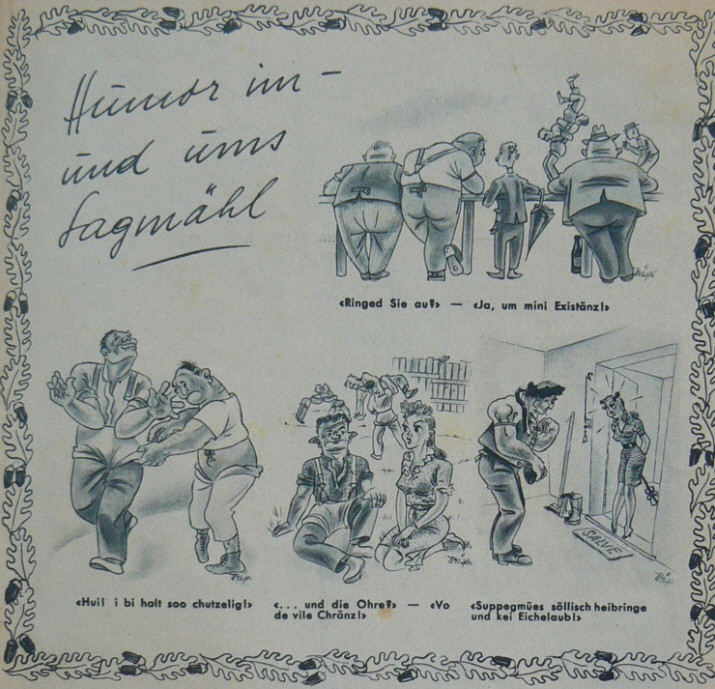 Humor im -
und ums
Sagmähl
«Ringed Sie au?» — «Ja, um mini Existänz!»
«Hui! i bi halt soo chutzelig!»
«... und die Ohre?» — «Vo
de vile Chränz!»
SALVE
«Suppegmües söllisch heibringe
und kei Eichelaub!»